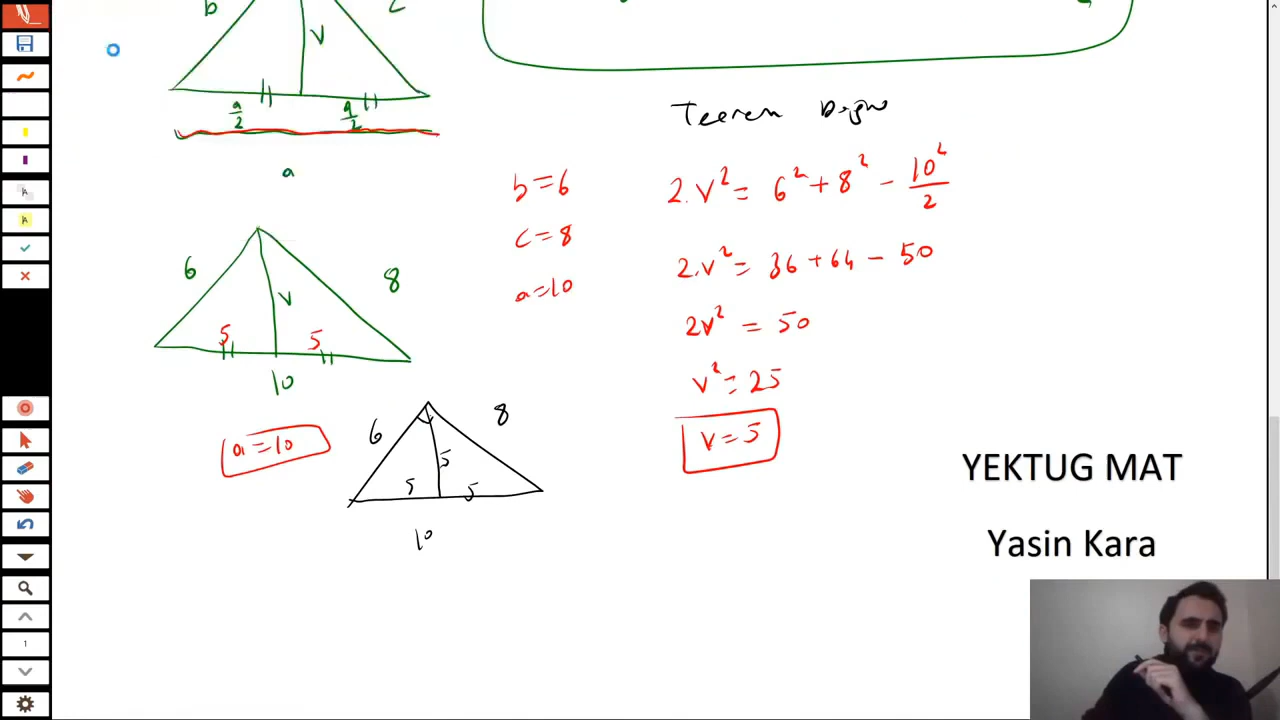 b
c
V
a/2 a/2
a
Teorem
b=6
c=8
a=10
2.V² = 6² + 8² - 10²/2
2.V² = 36 + 64 - 50
2V² = 50
V² = 25
V = 5
6
8
V
5 5
10
a=10
6
8
5
5 5
10
YEKTUG MAT
Yasin Kara
A
A
1